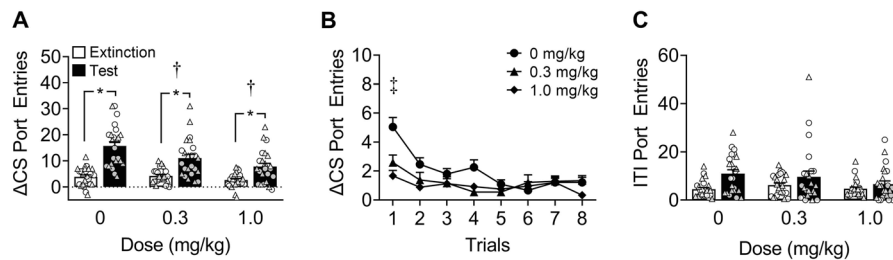 A
ΔCS Port Entries
50
40
30
20
10
0
Extinction
Test
*
†
*
†
*
0 0.3 1.0
Dose (mg/kg)
B
ΔCS Port Entries
10
8
6
4
2
0
‡
0 mg/kg
0.3 mg/kg
1.0 mg/kg
1 2 3 4 5 6 7 8
Trials
C
ITI Port Entries
60
40
20
0
0 0.3 1.0
Dose (mg/kg)